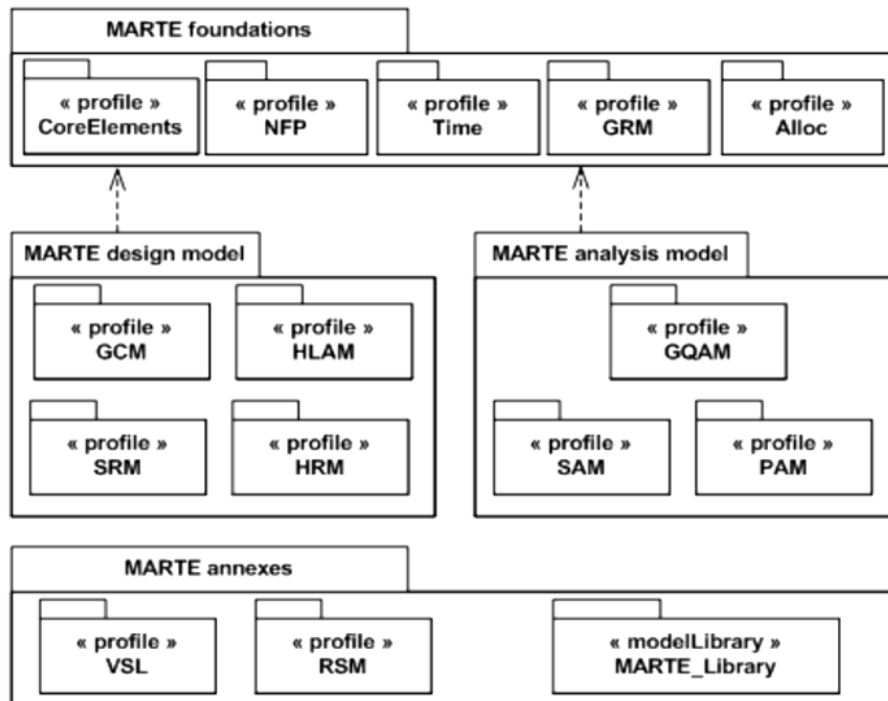 MARTE foundations
« profile »
CoreElements
« profile »
NFP
« profile »
Time
« profile »
GRM
« profile »
Alloc
MARTE design model
« profile »
GCM
« profile »
HLAM
« profile »
SRM
« profile »
HRM
MARTE analysis model
« profile »
GQAM
« profile »
SAM
« profile »
PAM
MARTE annexes
« profile »
VSL
« profile »
RSM
« modelLibrary »
MARTE_Library